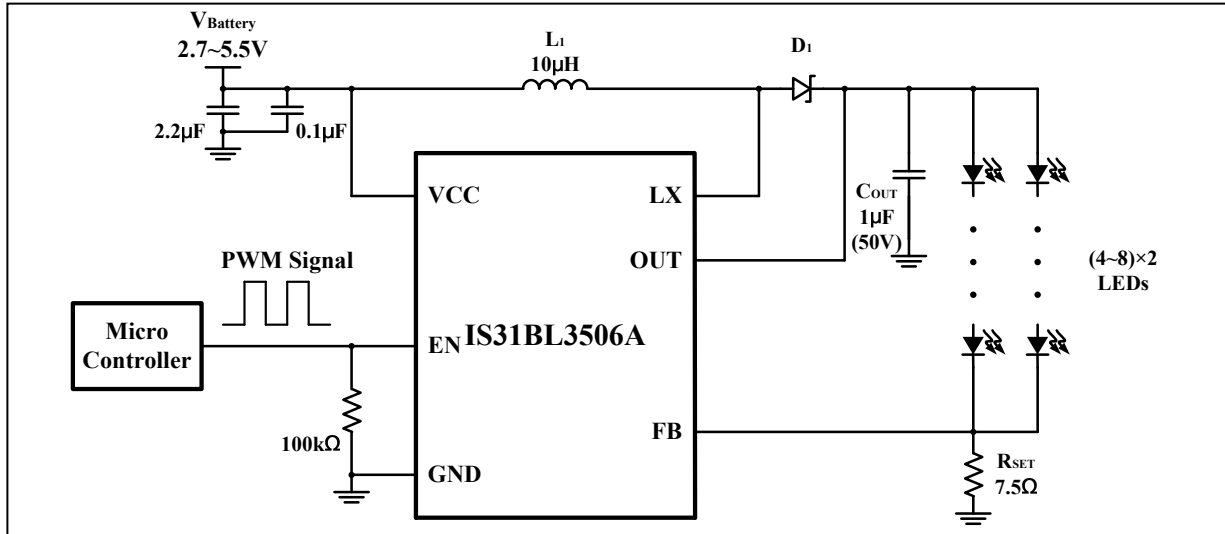 VBattery
2.7~5.5V
L1
10µH
D1
2.2µF
0.1µF
VCC
LX
COUT
1µF
(50V)
OUT
(4~8)×2
LEDs
PWM Signal
Micro
Controller
EN
IS31BL3506A
100kΩ
FB
GND
RSET
7.5Ω